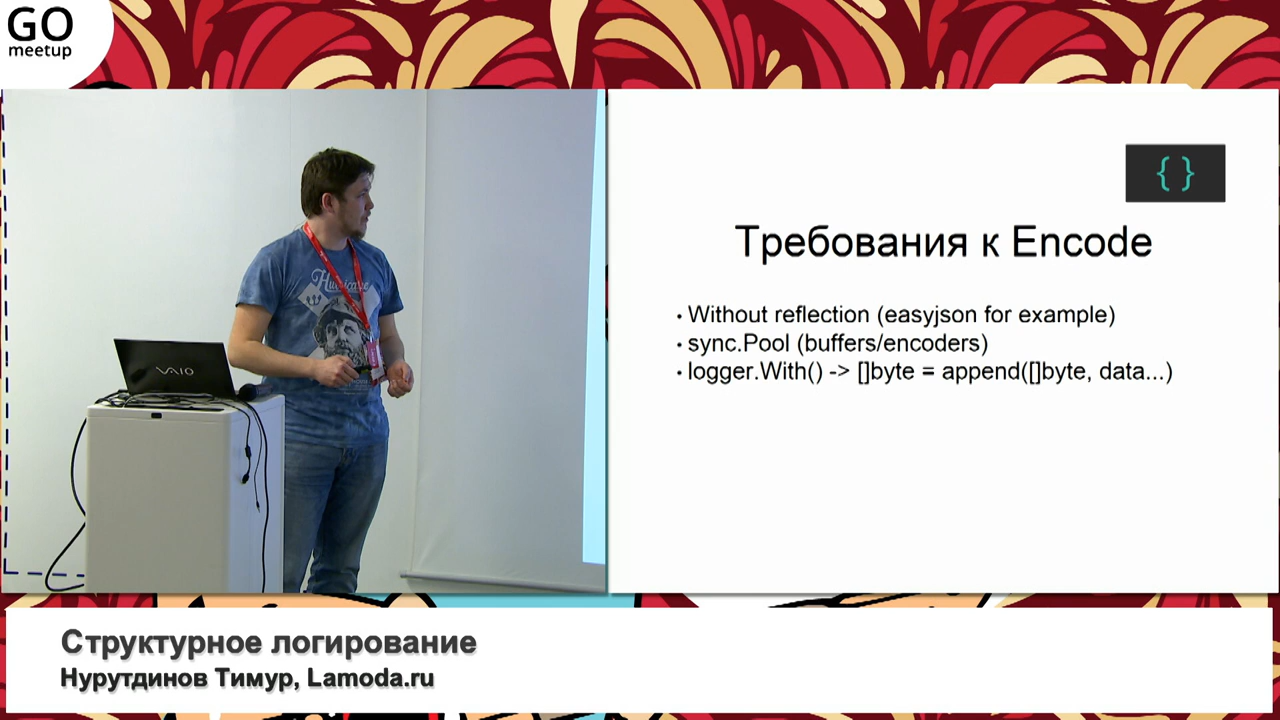 GO
meetup
{ }
Требования к Encode
• Without reflection (easyjson for example)
• sync.Pool (buffers/encoders)
• logger.With() -> []byte = append([]byte, data...)
Hurricane
VAIO
Структурное логирование
Нурутдинов Тимур, Lamoda.ru